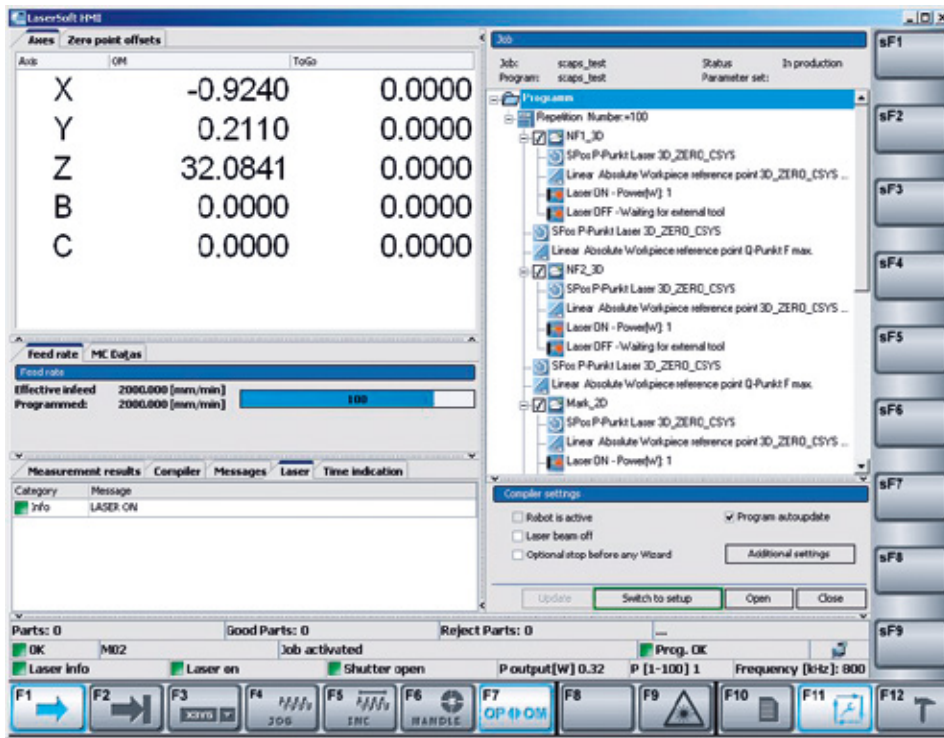 LaserSoft HMI
Axes Zero point offsets
Axis OM ToGo
X -0.9240 0.0000
Y 0.2110 0.0000
Z 32.0841 0.0000
B 0.0000 0.0000
C 0.0000 0.0000
Feed rate MC Datas
Feed rate
Effective infeed 2000.000 [mm/min]
Programmed: 2000.000 [mm/min]
100
Measurement results Compiler Messages Laser Time indication
Category Message
Info LASER ON
Job
Job: scaps_test Status In production
Program: scaps_test Parameter set:
Programm
Repetition Number:=100
NF1_3D
SPos P-Punkt Laser 3D_ZERO_CSYS
Linear Absolute Workpiece reference point 3D_ZERO_CSYS ...
Laser ON - Power[W]: 1
Laser OFF - Waiting for external tool
SPos P-Punkt Laser 3D_ZERO_CSYS
Linear Absolute Workpiece reference point Q-Punkt F max.
NF2_3D
SPos P-Punkt Laser 3D_ZERO_CSYS
Linear Absolute Workpiece reference point 3D_ZERO_CSYS ...
Laser ON - Power[W]: 1
Laser OFF - Waiting for external tool
SPos P-Punkt Laser 3D_ZERO_CSYS
Linear Absolute Workpiece reference point Q-Punkt F max.
Mark_2D
SPos P-Punkt Laser 3D_ZERO_CSYS
Linear Absolute Workpiece reference point 3D_ZERO_CSYS ...
Laser ON - Power[W]: 1
Compiler settings
Robot is active Program autoupdate
Laser beam off
Optional stop before any Wizard Additional settings
Update Switch to setup Open Close
sF1
sF2
sF3
sF4
sF5
sF6
sF7
sF8
sF9
Parts: 0 Good Parts: 0 Reject Parts: 0 ...
OK M02 Job activated Prog. OK
Laser info Laser on Shutter open P output[W] 0.32 P [1-100] 1 Frequency [kHz]: 800
F1 F2 F3 F4 JOG F5 INC F6 HANDLE F7 OP OM F8 F9 F10 F11 F12